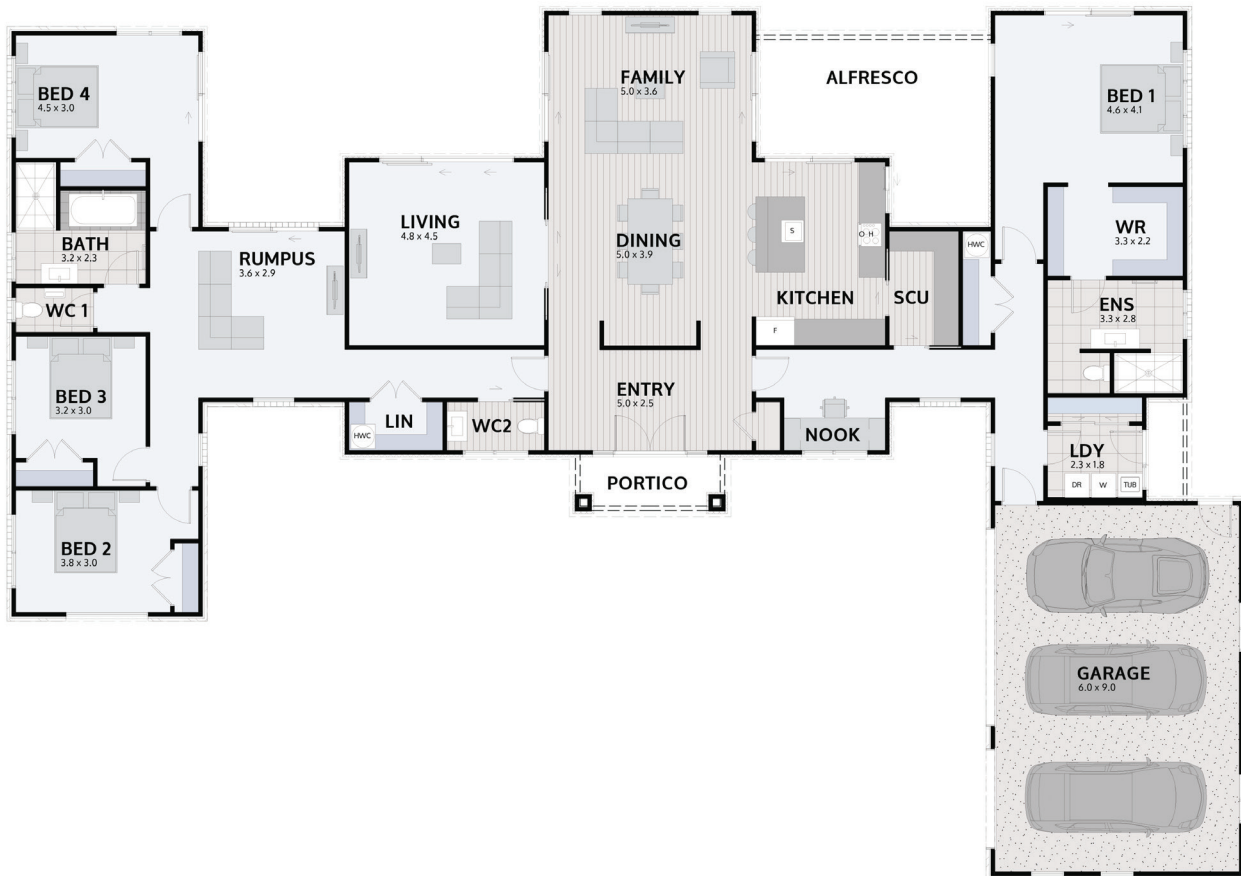 BED 4
4.5 x 3.0
FAMILY
5.0 x 3.6
ALFRESCO
BED 1
4.6 x 4.1
BATH
3.2 x 2.3
RUMPUS
3.6 x 2.9
LIVING
4.8 x 4.5
DINING
5.0 x 3.9
S
O H
KITCHEN
F
SCU
HWC
WR
3.3 x 2.2
WC 1
ENS
3.3 x 2.8
BED 3
3.2 x 3.0
ENTRY
5.0 x 2.5
LIN
HWC
WC2
NOOK
LDY
2.3 x 1.8
DR
W
TUB
PORTICO
BED 2
3.8 x 3.0
GARAGE
6.0 x 9.0